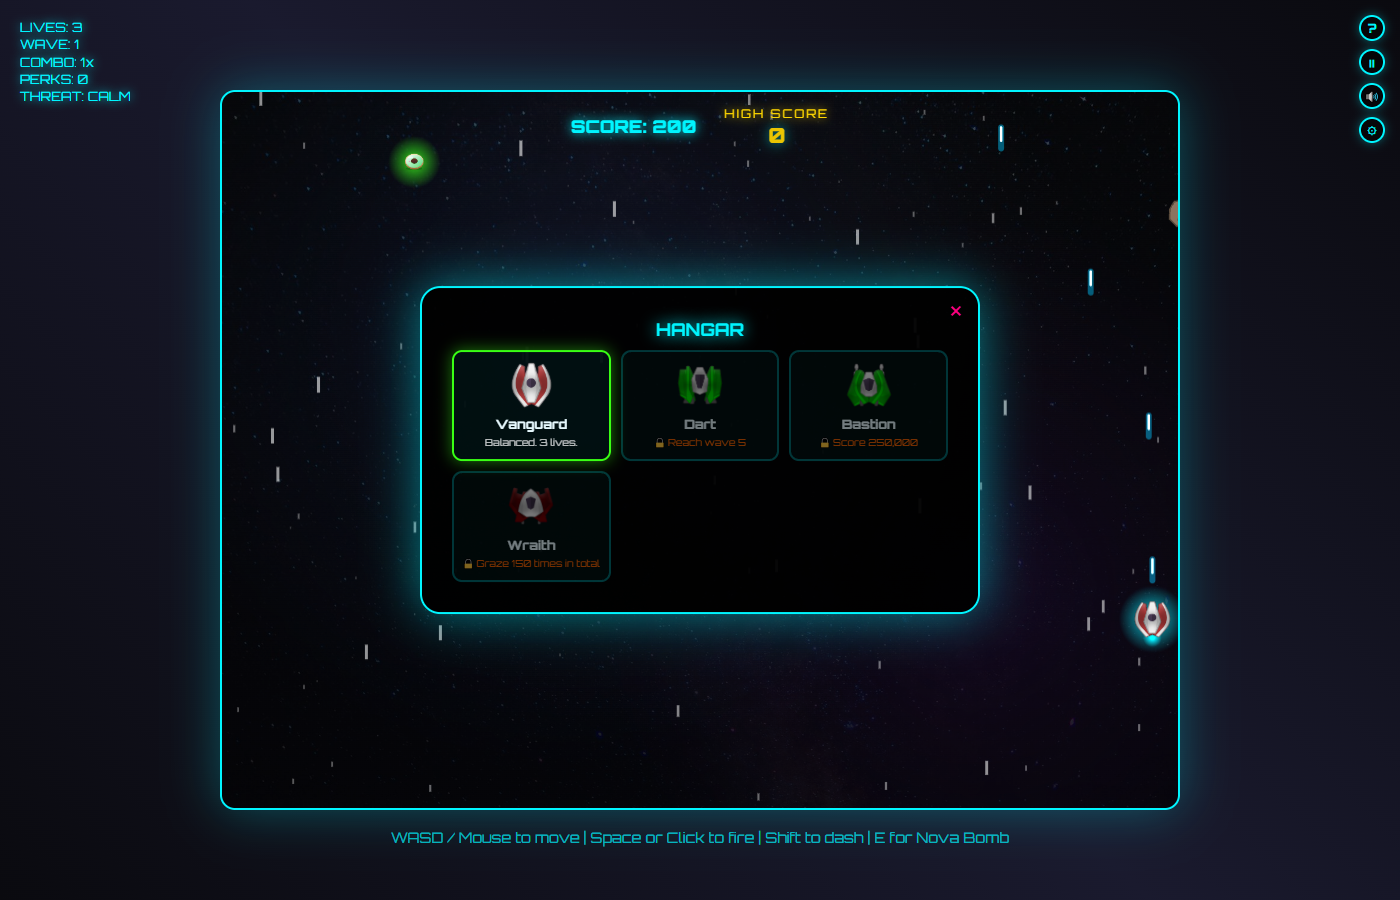 LIVES: 3
WAVE: 1
COMBO: 1x
PERKS: 0
THREAT: CALM
?
SCORE: 200
HIGH SCORE
0
HANGAR
×
Vanguard
Balanced. 3 lives.
Dart
Reach wave 5
Bastion
Score 250,000
Wraith
Graze 150 times in total
WASD / Mouse to move | Space or Click to fire | Shift to dash | E for Nova Bomb